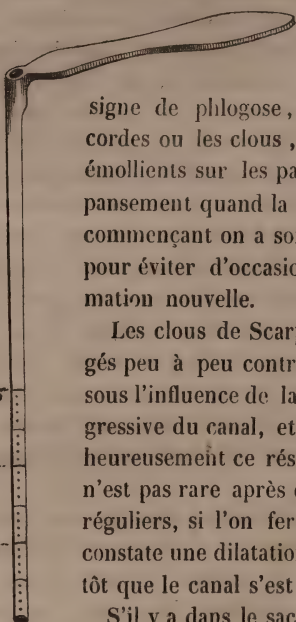 signe de phlogose,
cordes ou les clous,
émollients sur les pa
pansement quand la
commençant on a so
pour éviter d'occasio
mation nouvelle.
Les clous de Scar
gés peu à peu contr
sous l'influence de la
gressive du canal, et
heureusement ce rés
n'est pas rare après
réguliers, si l'on fer
constate une dilatatio
tôt que le canal s'est
S'il y a dans le sac